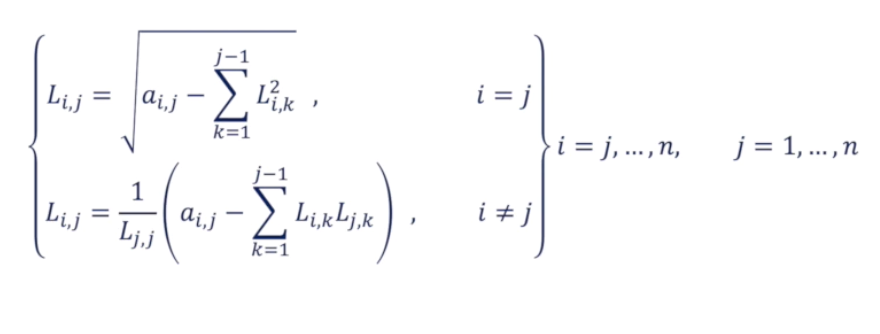 L_{i,j} = \sqrt{a_{i,j} - \sum_{k=1}^{j-1} L_{i,k}^{2}} , i = j
L_{i,j} = \frac{1}{L_{j,j}} \left( a_{i,j} - \sum_{k=1}^{j-1} L_{i,k} L_{j,k} \right) , i ≠ j
i = j, ..., n, j = 1, ..., n